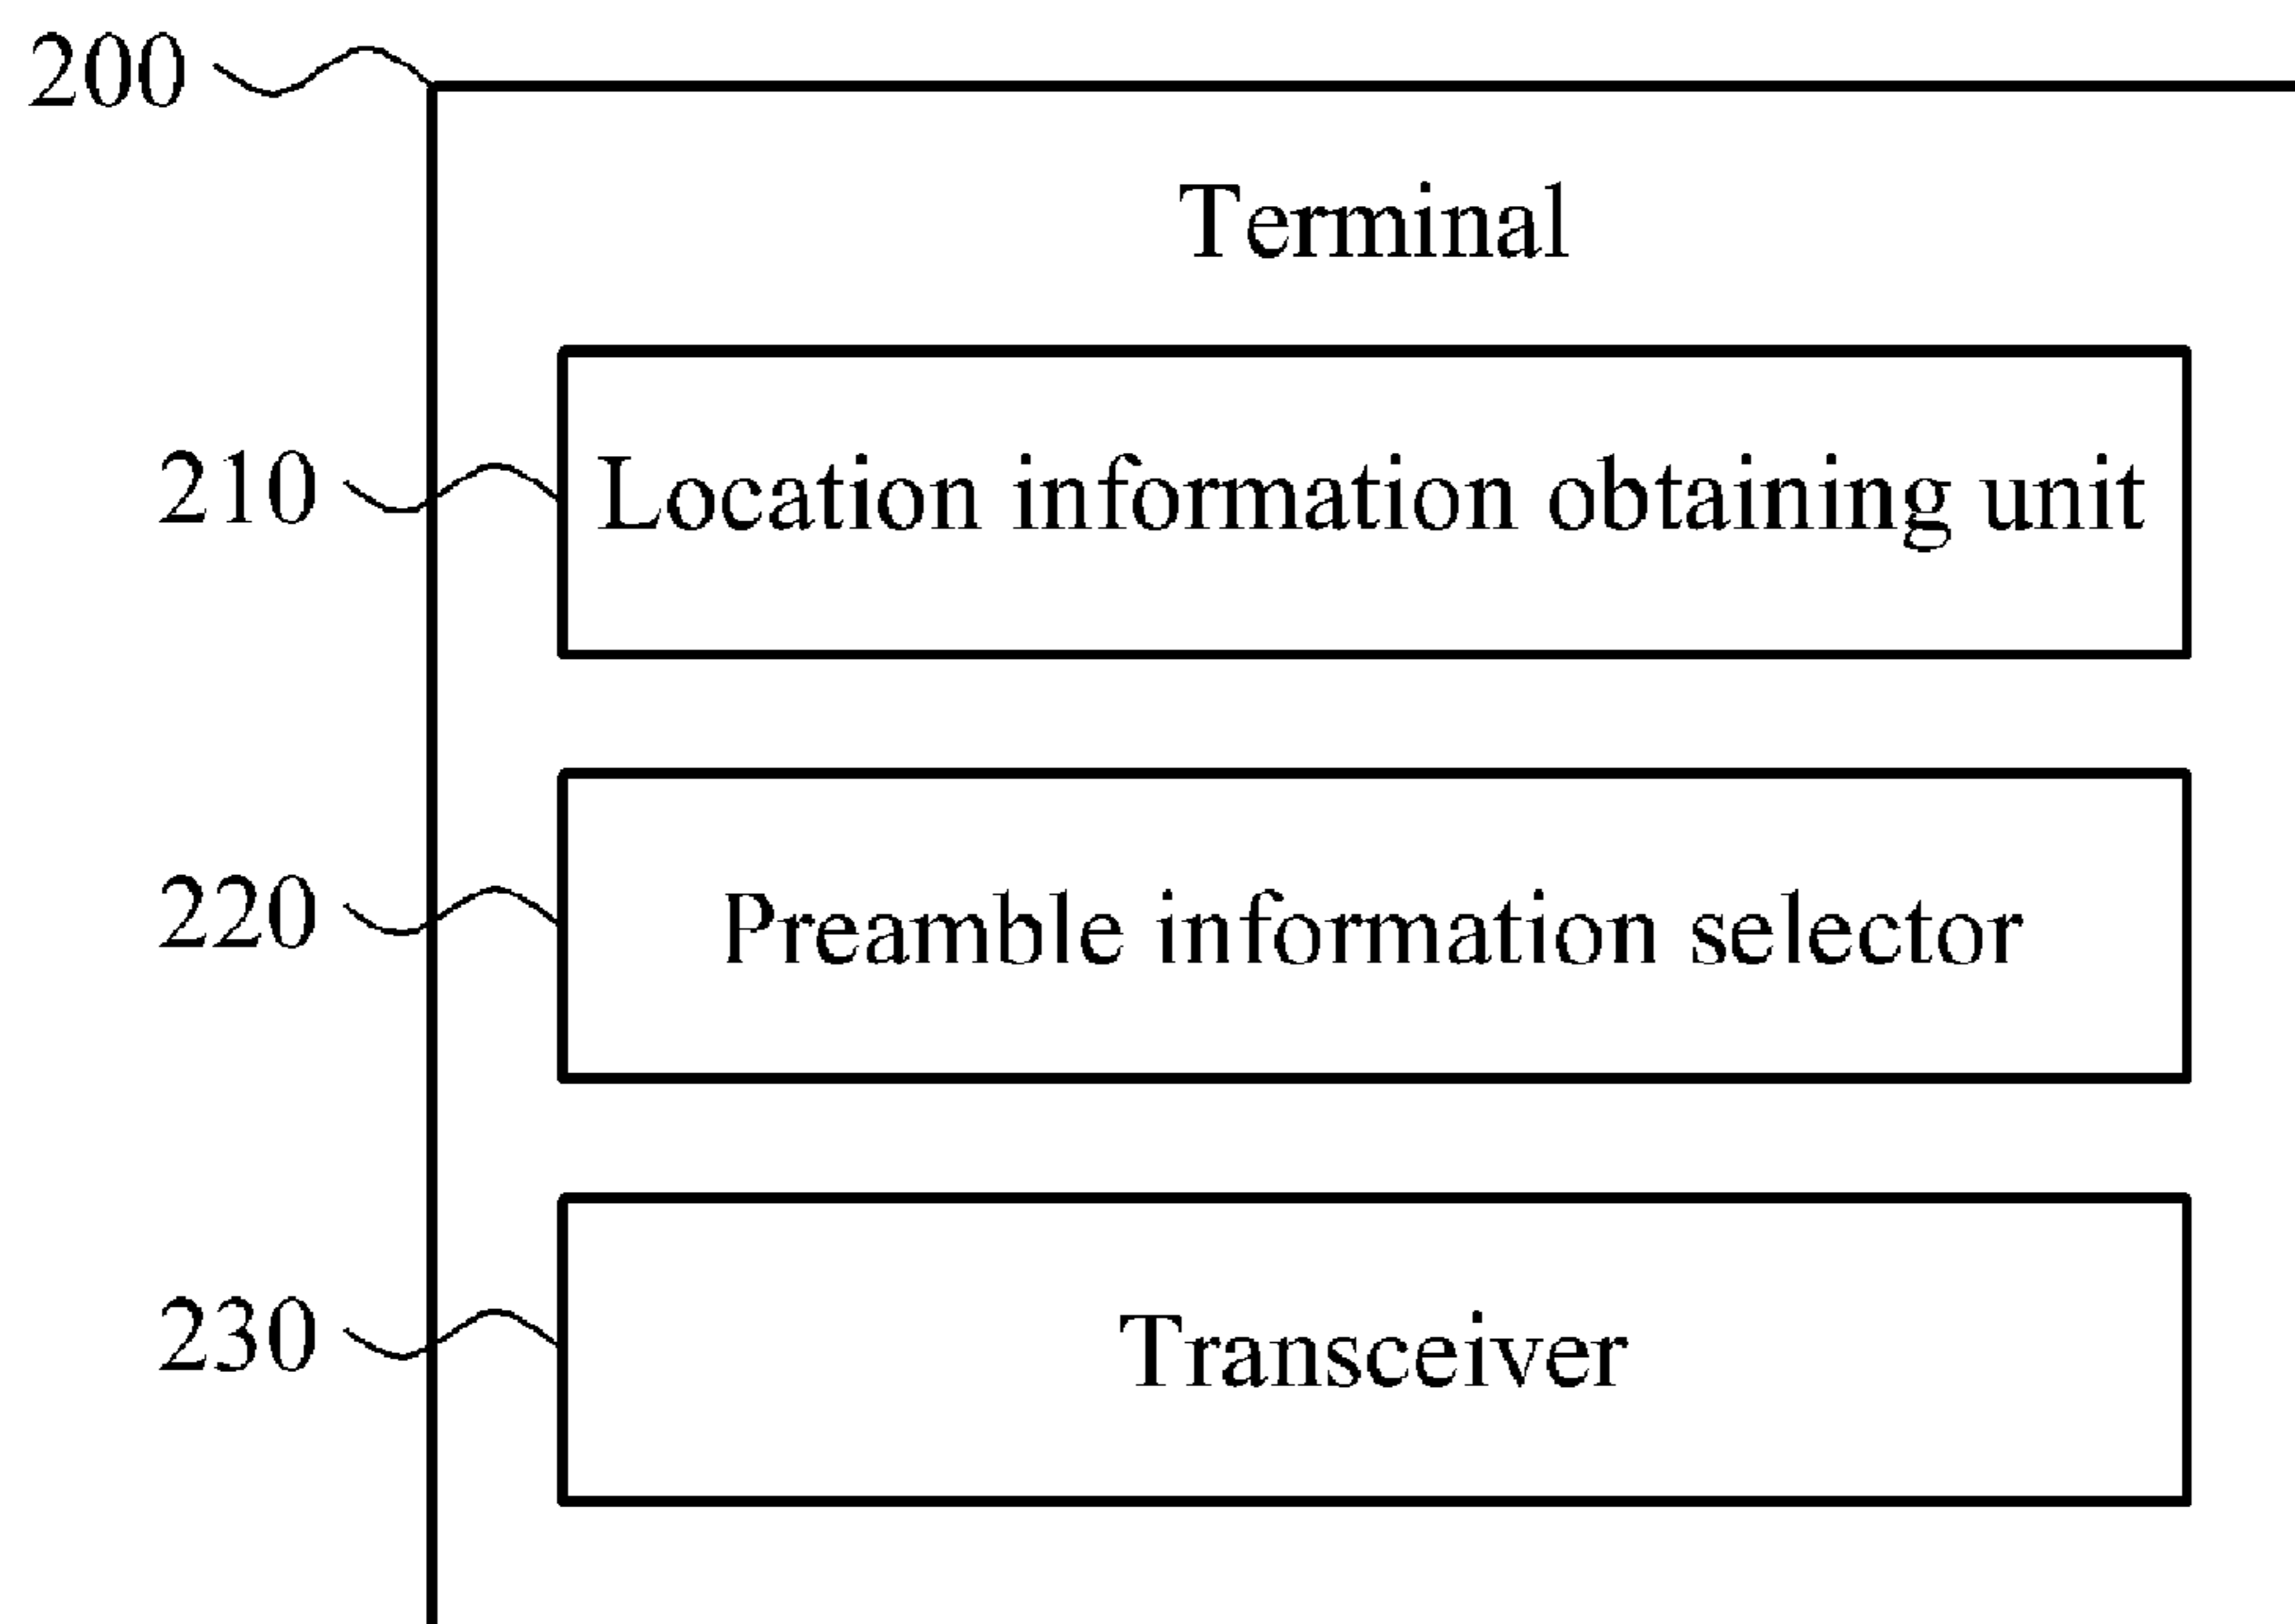 200
Terminal
210 Location information obtaining unit
220 Preamble information selector
230 Transceiver